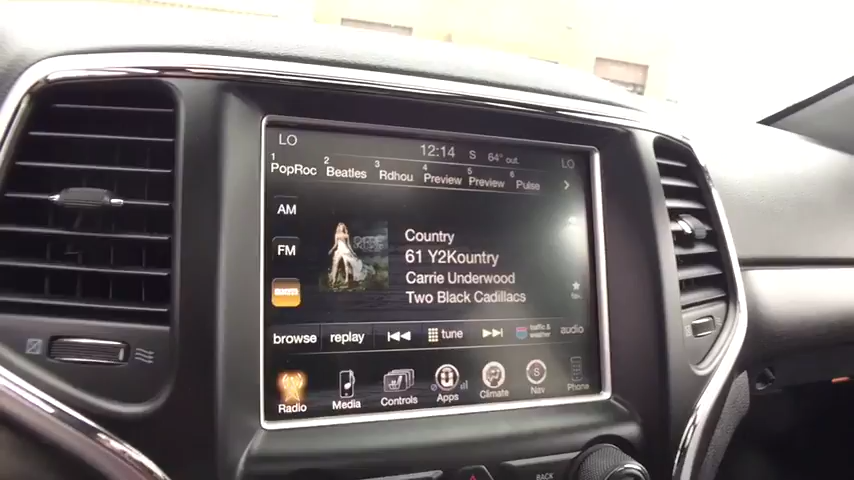 LO 12:14 S 64° out. LO
1 PopRoc 2 Beatles 3 Rdhou 4 Preview 5 Preview 6 Pulse
AM
FM
Country
61 Y2Kountry
Carrie Underwood
Two Black Cadillacs
fav.
browse replay tune traffic & weather audio
Radio Media Controls Apps Climate Nav Phone
BACK